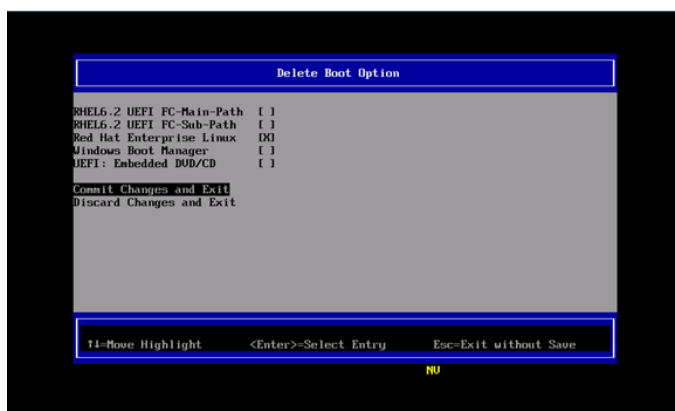 Delete Boot Option
RHEL6.2 UEFI FC-Main-Path [ ]
RHEL6.2 UEFI FC-Sub-Path [ ]
Red Hat Enterprise Linux [X]
Windows Boot Manager [ ]
UEFI: Embedded DVD/CD [ ]
Commit Changes and Exit
Discard Changes and Exit
↑↓=Move Highlight <Enter>=Select Entry Esc=Exit without Save
NV